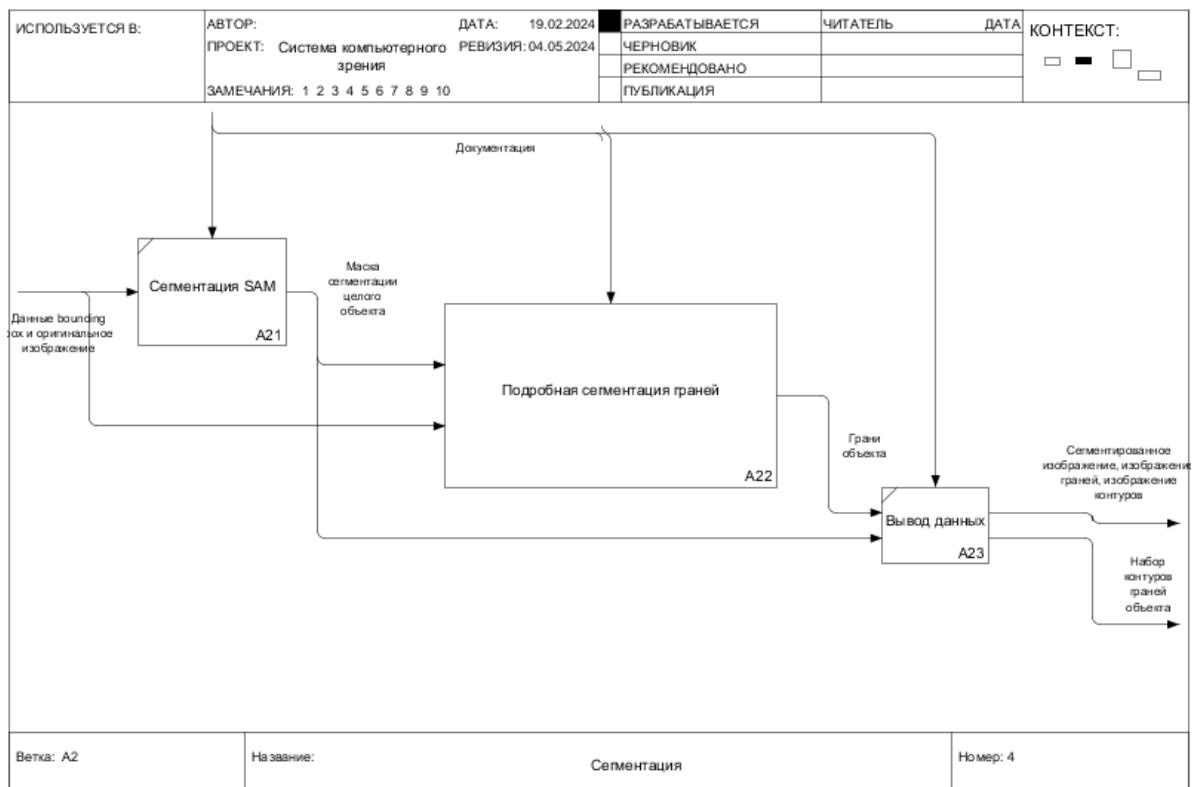 ИСПОЛЬЗУЕТСЯ В:
АВТОР:
ДАТА: 19.02.2024
ПРОЕКТ: Система компьютерного
зрения
РЕВИЗИЯ: 04.05.2024
ЗАМЕЧАНИЯ: 1 2 3 4 5 6 7 8 9 10
РАЗРАБАТЫВАЕТСЯ
ЧЕРНОВИК
РЕКОМЕНДОВАНО
ПУБЛИКАЦИЯ
ЧИТАТЕЛЬ
ДАТА
КОНТЕКСТ:
Документация
Сегментация SAM
A21
Маска
сегментации
целого
объекта
Данные bounding
box и оригинальное
изображение
Подробная сегментация граней
A22
Грани
объекта
Вывод данных
A23
Сегментированное
изображение, изображение
граней, изображение
контуров
Набор
контуров
граней
объекта
Ветка: A2
Название:
Сегментация
Номер: 4